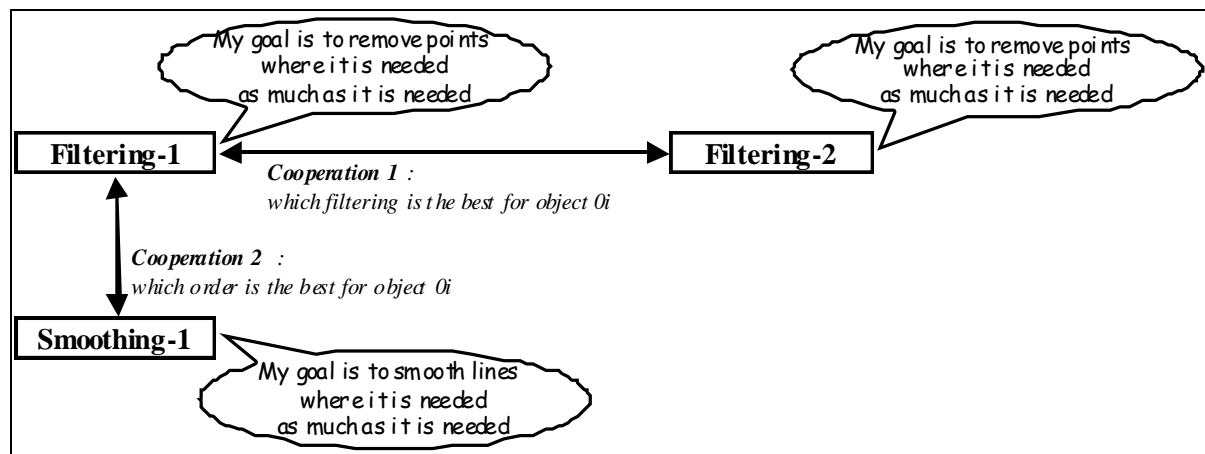 My goal is to remove points
where it is needed
as much as it is needed
My goal is to remove points
where it is needed
as much as it is needed
Filtering-1
Filtering-2
Cooperation 1 :
which filtering is the best for object 0i
Cooperation 2 :
which order is the best for object 0i
Smoothing-1
My goal is to smooth lines
where it is needed
as much as it is needed